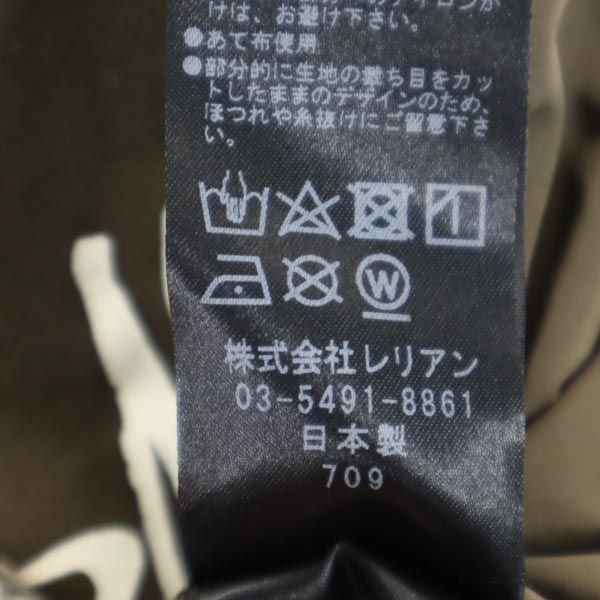 けは、お避け下さい。
●あて布使用
●部分的に生地の裁ち目をカッ
トしたままのデザインのため、
ほつれや糸抜けにご留意下さ
い。
W
株式会社レリアン
03-5491-8861
日本製
709